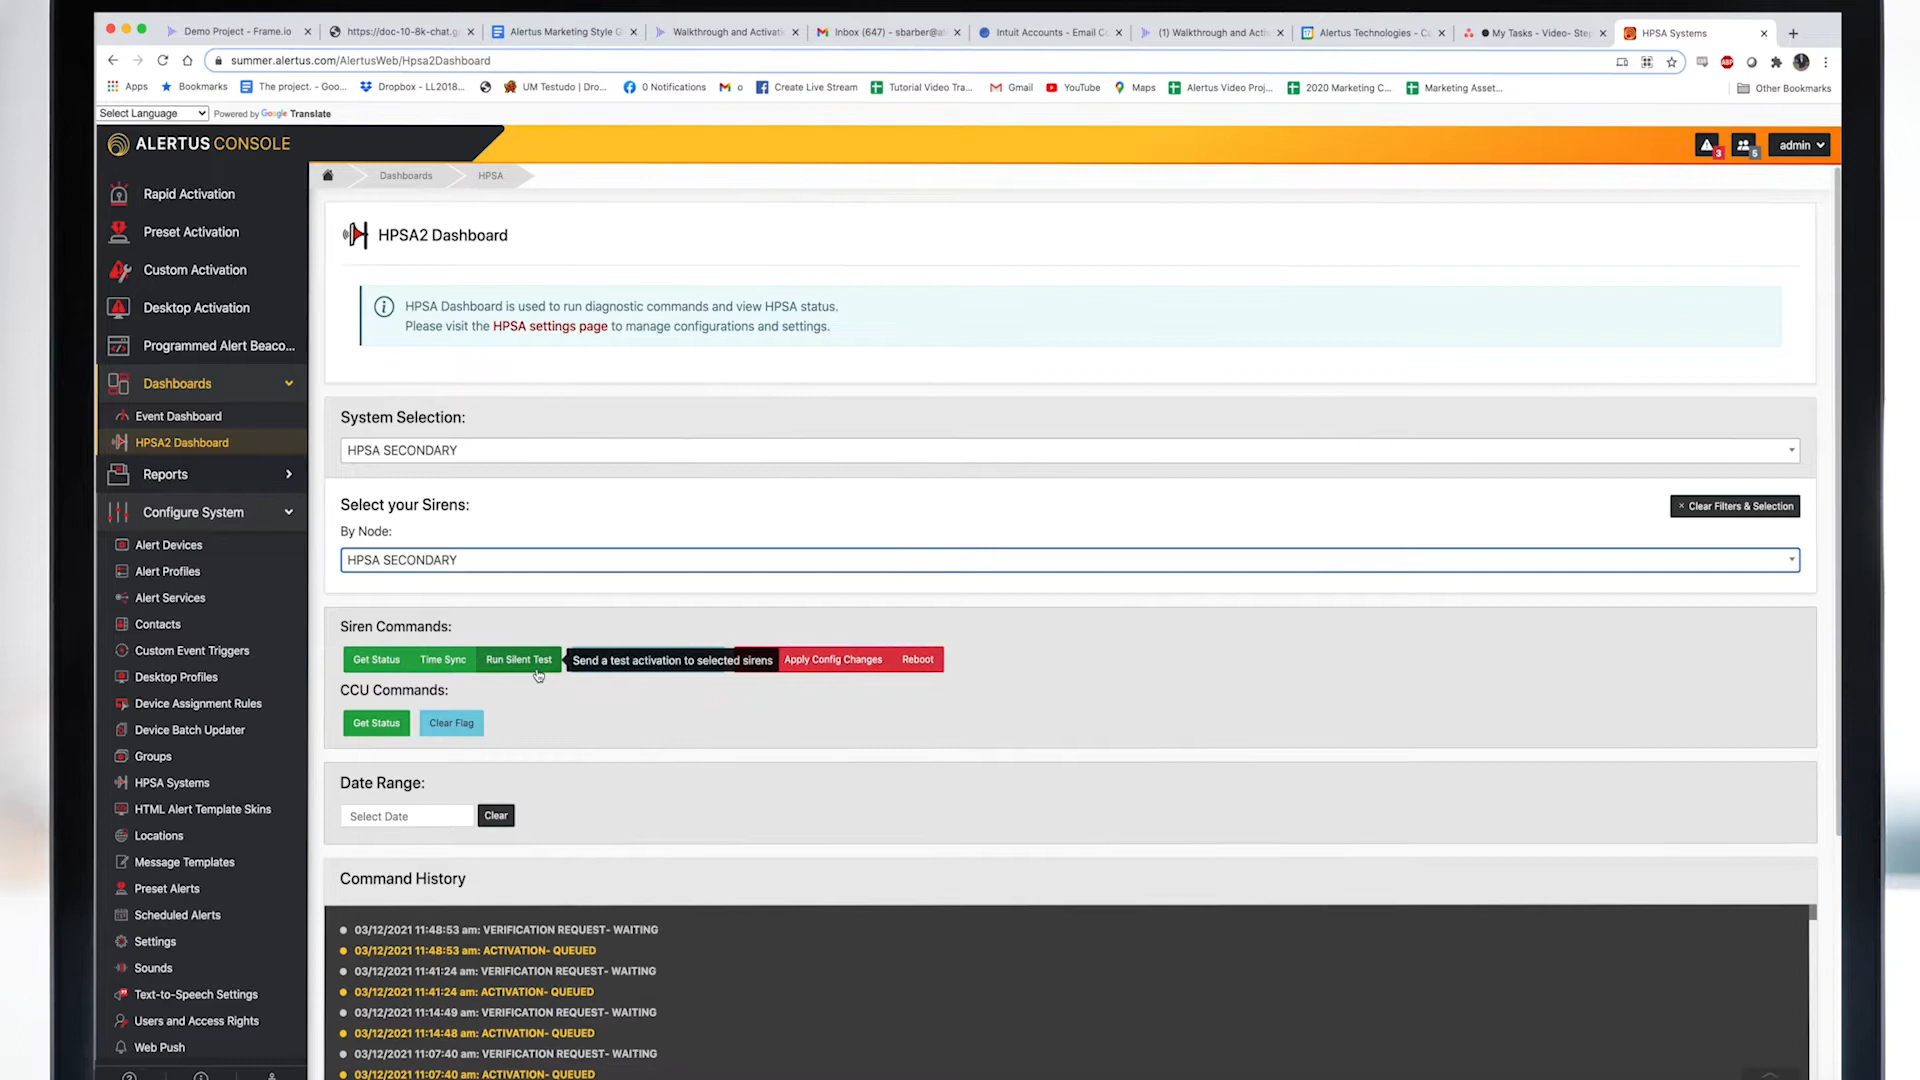 Demo Project - Frame.io
https://doc-10-8k-chat.g
Alertus Marketing Style G
Walkthrough and Activati
Inbox (647) - sbarber@al
Intuit Accounts - Email Co
(1) Walkthrough and Acti
Alertus Technologies - Ca
My Tasks - Video- Step
HPSA Systems
summer.alertus.com/AlertusWeb/Hpsa2Dashboard
ABP
Apps
Bookmarks
The project. - Goo...
Dropbox - LL2018...
UM Testudo | Dro...
0 Notifications
o
Create Live Stream
Tutorial Video Tra...
Gmail
YouTube
Maps
Alertus Video Proj...
2020 Marketing C...
Marketing Asset...
Other Bookmarks
Select Language
Powered by Google Translate
ALERTUS CONSOLE
3
5
admin
Dashboards
HPSA
Rapid Activation
Preset Activation
Custom Activation
Desktop Activation
Programmed Alert Beaco...
Dashboards
Event Dashboard
HPSA2 Dashboard
Reports
Configure System
Alert Devices
Alert Profiles
Alert Services
Contacts
Custom Event Triggers
Desktop Profiles
Device Assignment Rules
Device Batch Updater
Groups
HPSA Systems
HTML Alert Template Skins
Locations
Message Templates
Preset Alerts
Scheduled Alerts
Settings
Sounds
Text-to-Speech Settings
Users and Access Rights
Web Push
HPSA2 Dashboard
HPSA Dashboard is used to run diagnostic commands and view HPSA status.
Please visit the HPSA settings page to manage configurations and settings.
System Selection:
HPSA SECONDARY
Select your Sirens:
× Clear Filters & Selection
By Node:
HPSA SECONDARY
Siren Commands:
Get Status
Time Sync
Run Silent Test
Send a test activation to selected sirens
Apply Config Changes
Reboot
CCU Commands:
Get Status
Clear Flag
Date Range:
Select Date
Clear
Command History
03/12/2021 11:48:53 am: VERIFICATION REQUEST- WAITING
03/12/2021 11:48:53 am: ACTIVATION- QUEUED
03/12/2021 11:41:24 am: VERIFICATION REQUEST- WAITING
03/12/2021 11:41:24 am: ACTIVATION- QUEUED
03/12/2021 11:14:49 am: VERIFICATION REQUEST- WAITING
03/12/2021 11:14:48 am: ACTIVATION- QUEUED
03/12/2021 11:07:40 am: VERIFICATION REQUEST- WAITING
03/12/2021 11:07:40 am: ACTIVATION- QUEUED